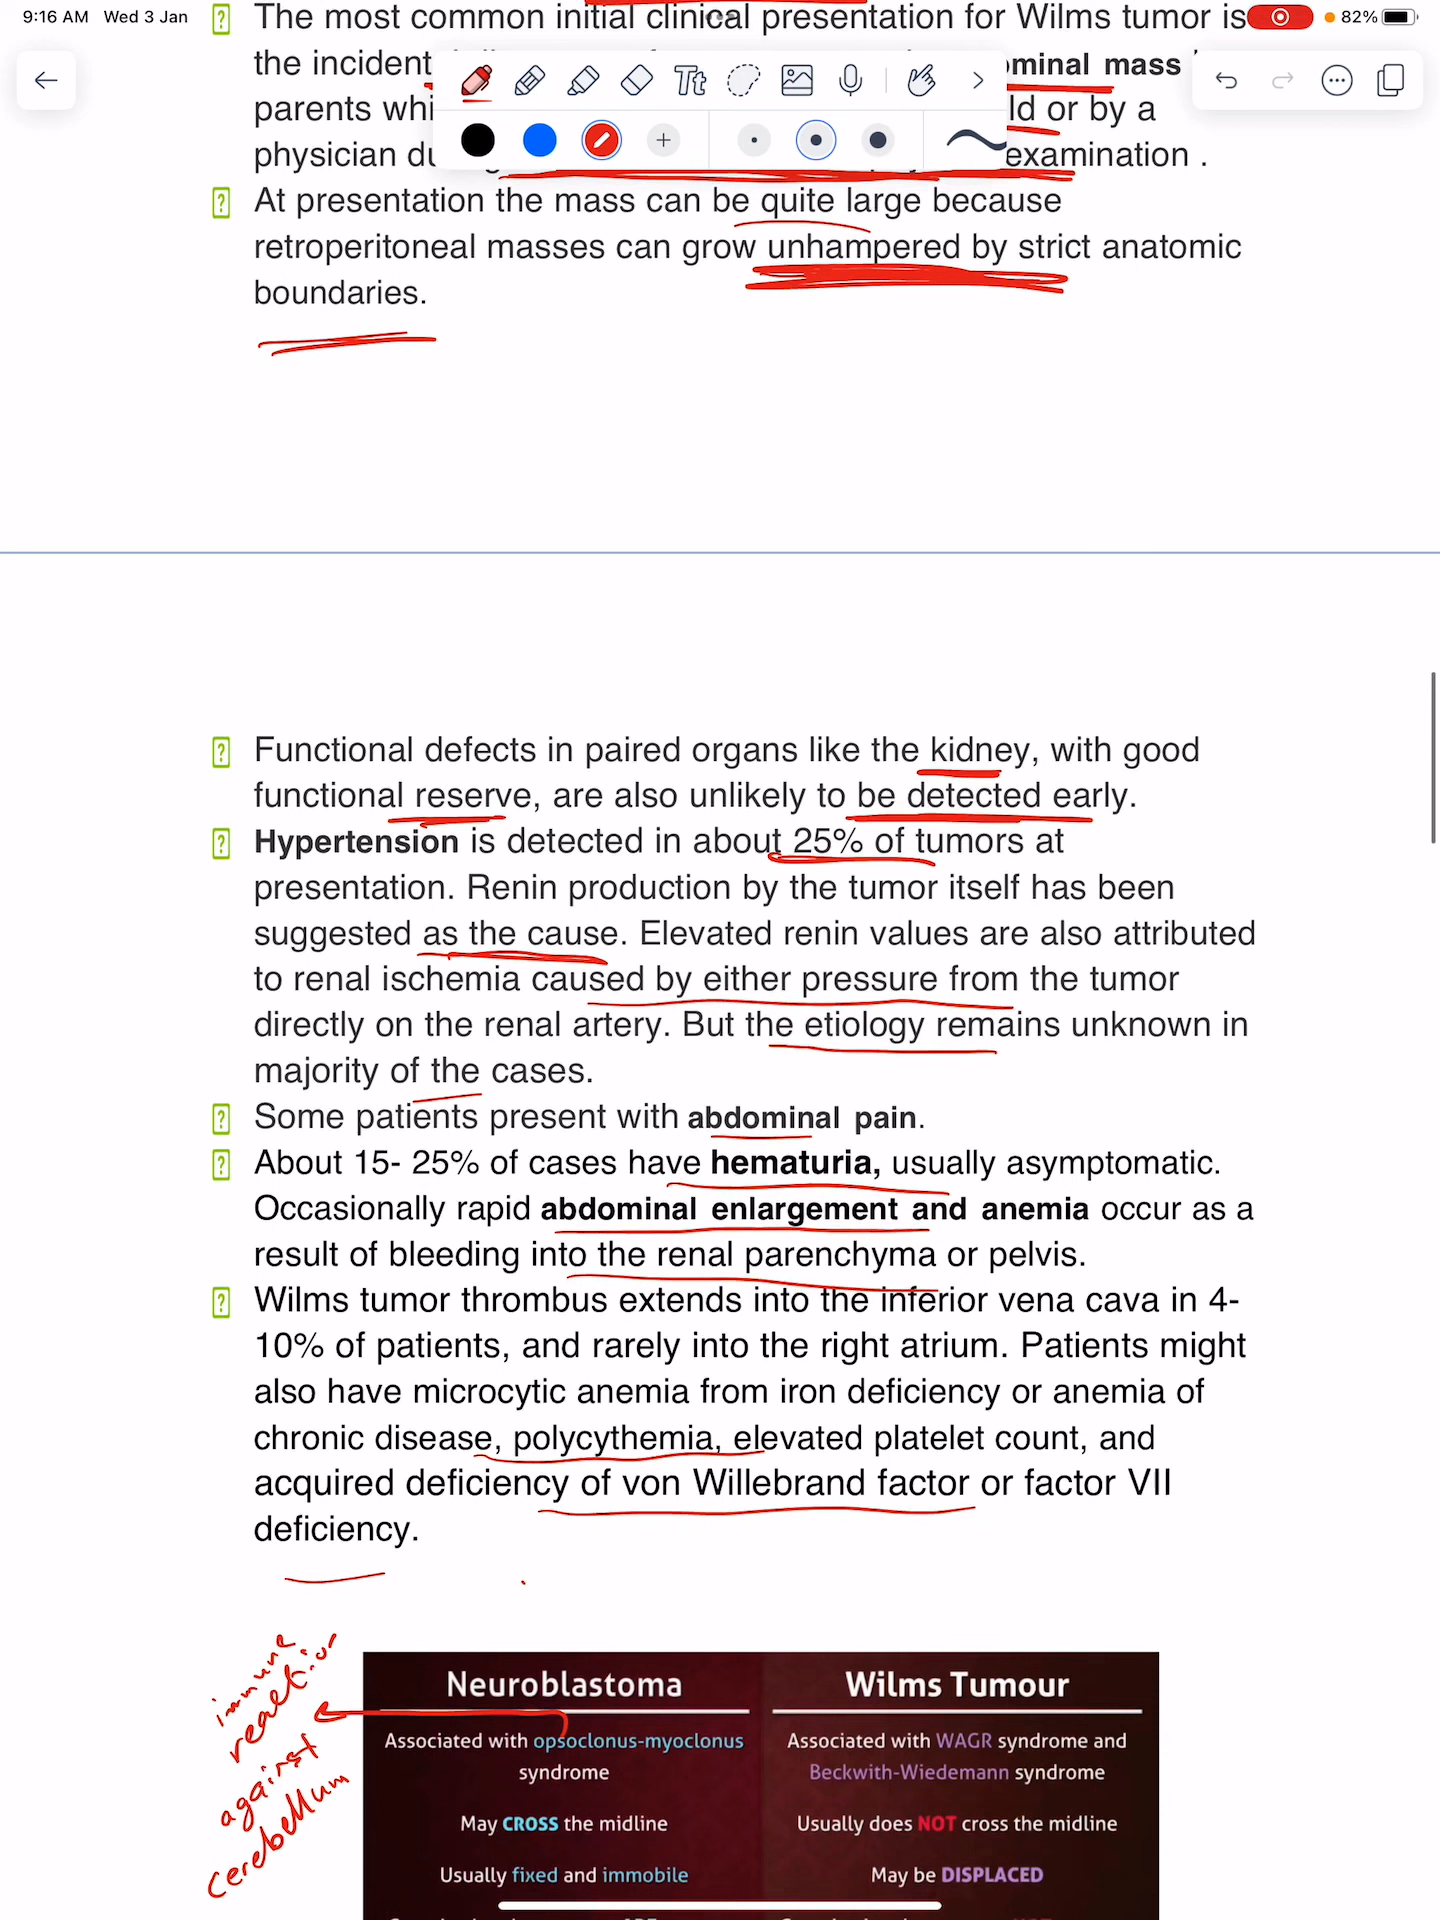 9:16 AM Wed 3 Jan
82%
The most common initial clinical presentation for Wilms tumor is
the incident ominal mass
parents whi ld or by a
physician du examination .
Tt
At presentation the mass can be quite large because
retroperitoneal masses can grow unhampered by strict anatomic
boundaries.
Functional defects in paired organs like the kidney, with good
functional reserve, are also unlikely to be detected early.
Hypertension is detected in about 25% of tumors at
presentation. Renin production by the tumor itself has been
suggested as the cause. Elevated renin values are also attributed
to renal ischemia caused by either pressure from the tumor
directly on the renal artery. But the etiology remains unknown in
majority of the cases.
Some patients present with abdominal pain.
About 15- 25% of cases have hematuria, usually asymptomatic.
Occasionally rapid abdominal enlargement and anemia occur as a
result of bleeding into the renal parenchyma or pelvis.
Wilms tumor thrombus extends into the inferior vena cava in 4-
10% of patients, and rarely into the right atrium. Patients might
also have microcytic anemia from iron deficiency or anemia of
chronic disease, polycythemia, elevated platelet count, and
acquired deficiency of von Willebrand factor or factor VII
deficiency.
immune
reaction
against
cerebellum
Neuroblastoma
Associated with opsoclonus-myoclonus
syndrome
May CROSS the midline
Usually fixed and immobile
Wilms Tumour
Associated with WAGR syndrome and
Beckwith-Wiedemann syndrome
Usually does NOT cross the midline
May be DISPLACED